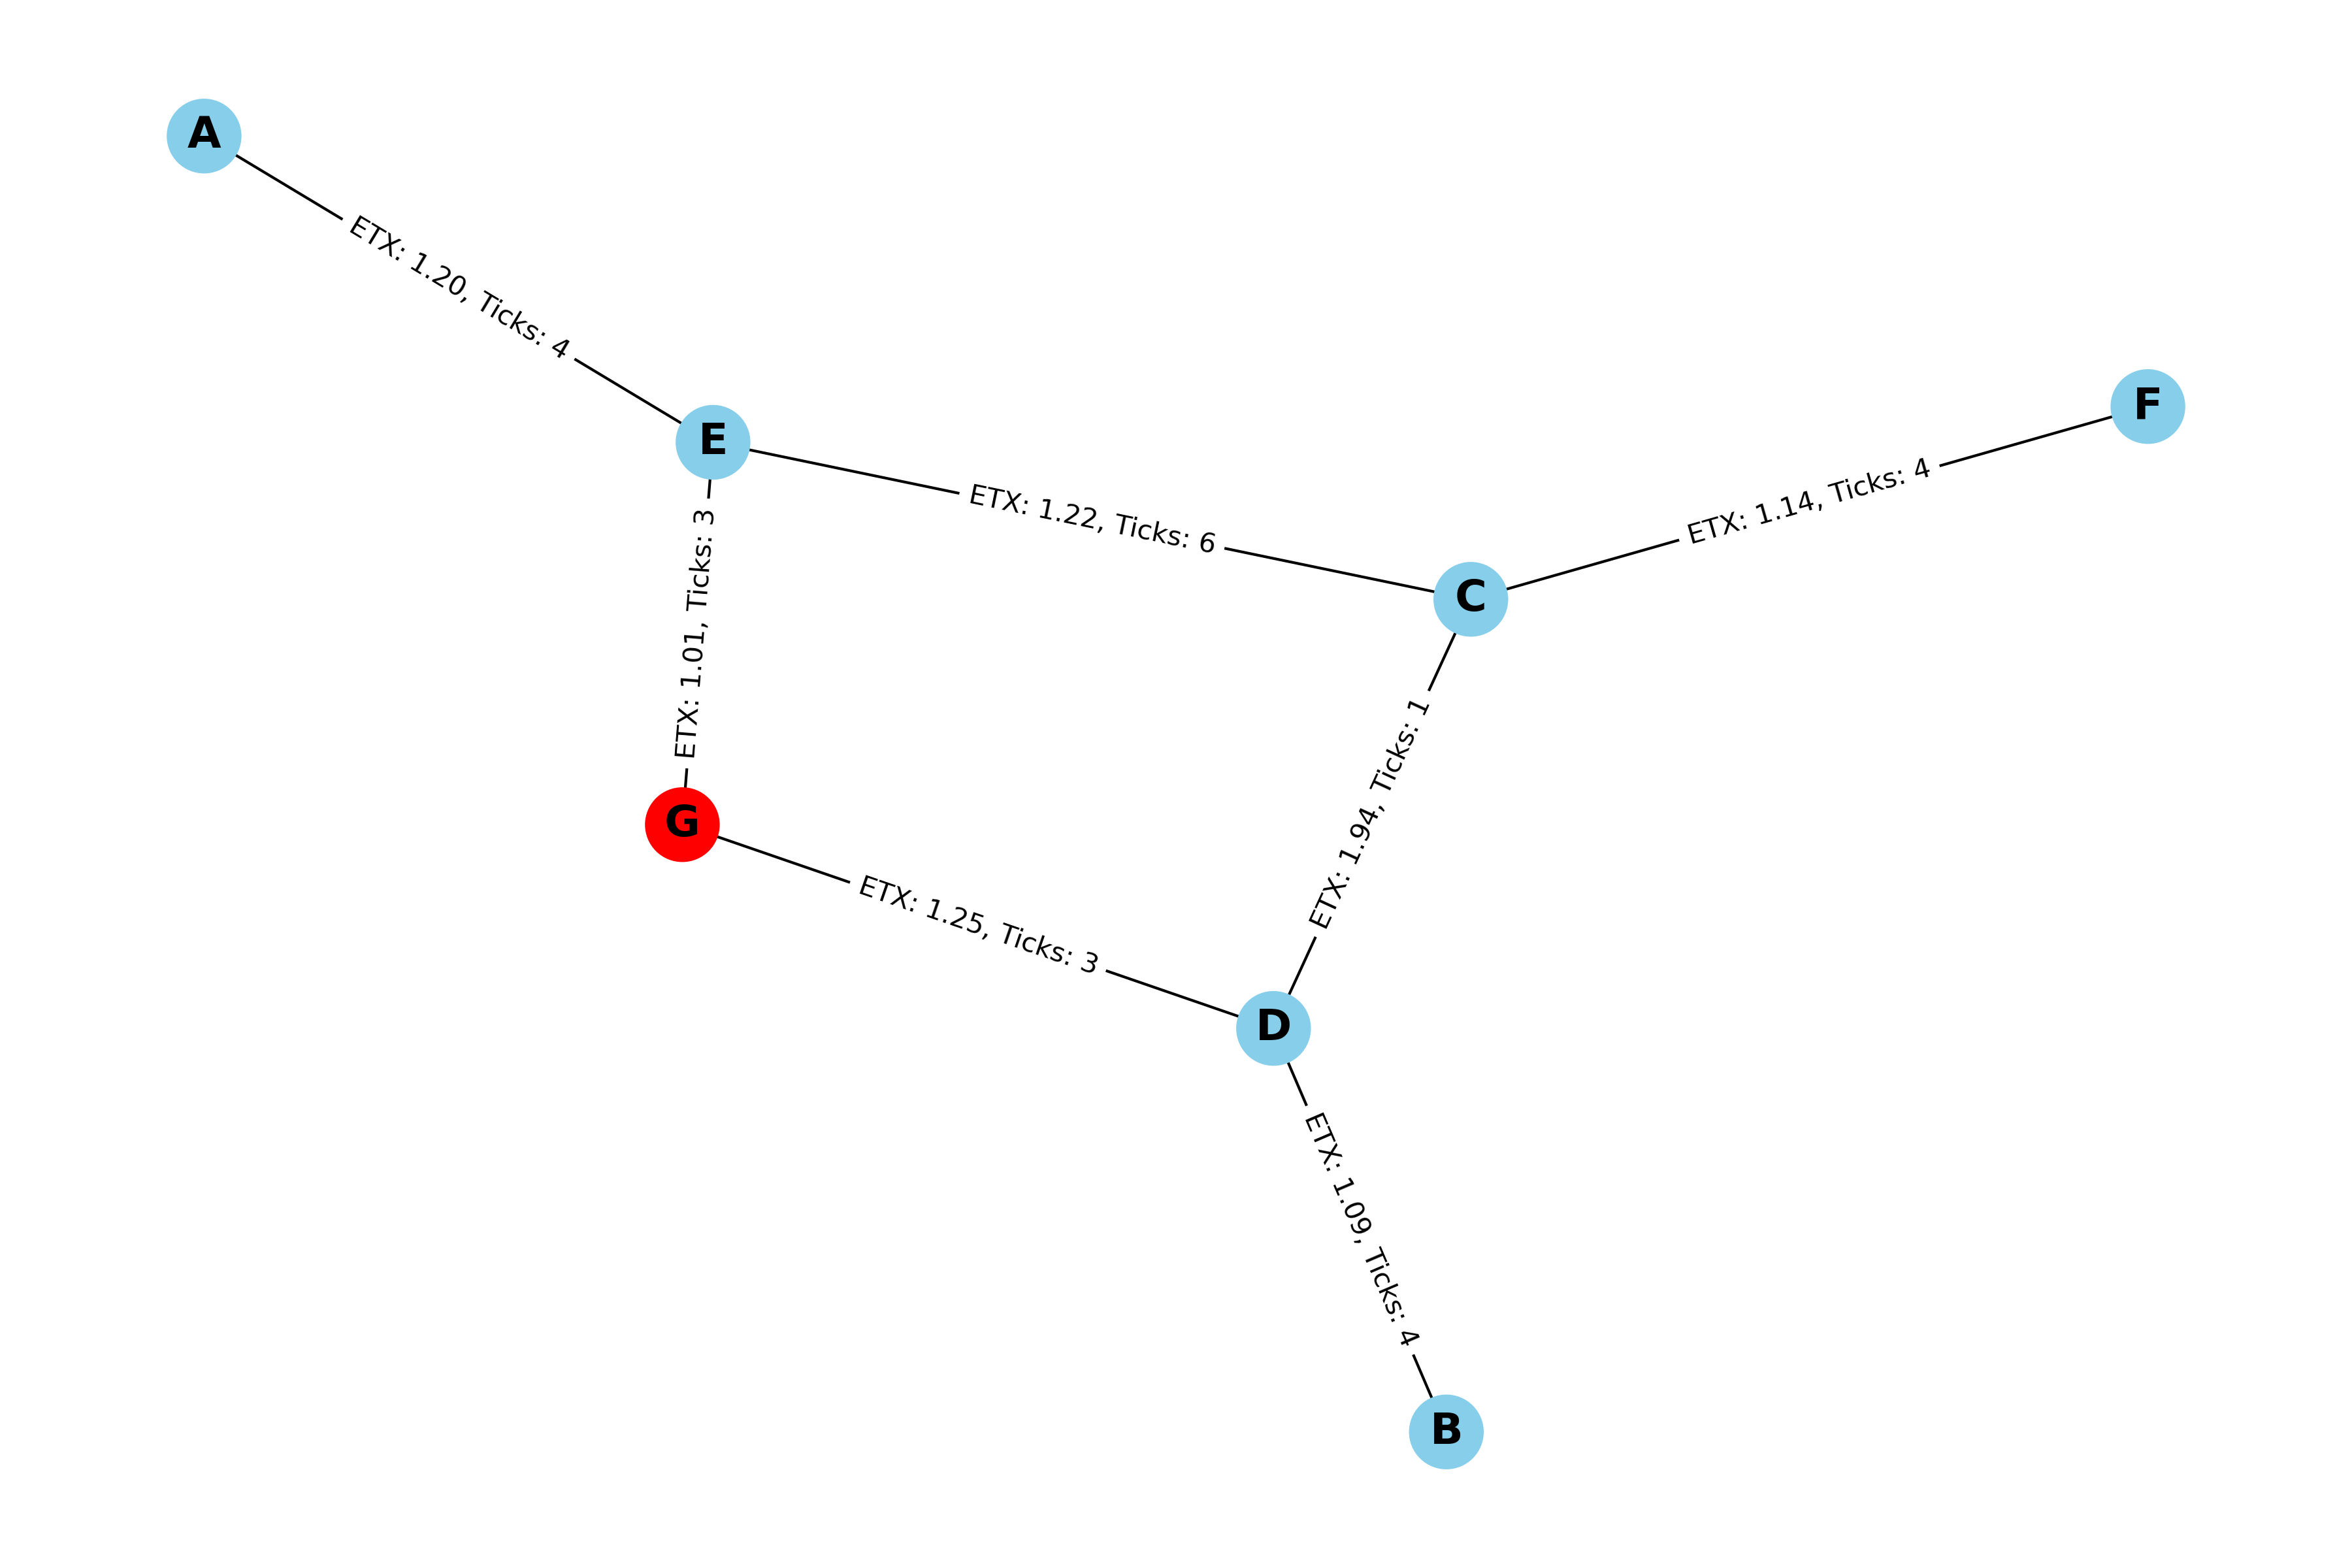 A
ETX: 1.20, Ticks: 4
F
E
ETX: 1.22, Ticks: 6
ETX: 1.14, Ticks: 4
C
ETX: 1.01, Ticks: 3
ETX: 1.94, Ticks: 1
G
ETX: 1.25, Ticks: 3
D
ETX: 1.09, Ticks: 4
B